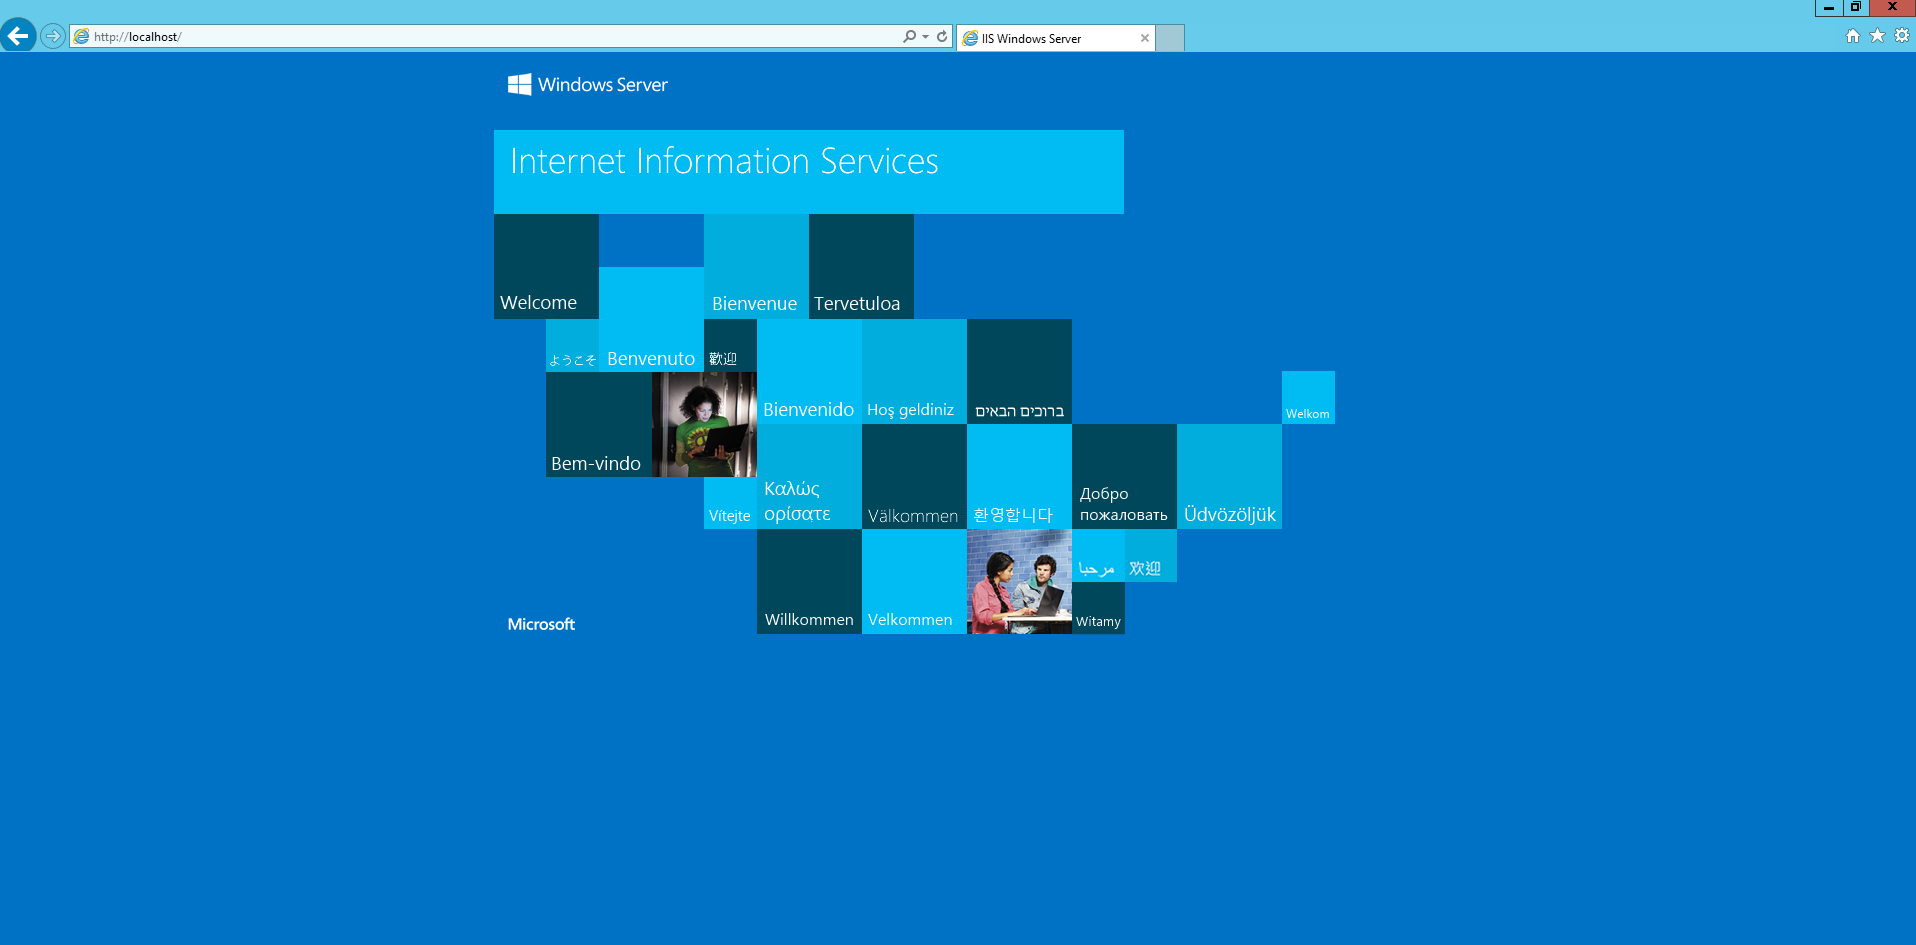 http://localhost/
IIS Windows Server
Windows Server
Internet Information Services
Welcome
Bienvenue
Tervetuloa
ようこそ
Benvenuto
歡迎
Bienvenido
Hoş geldiniz
ברוכים הבאים
Welkom
Bem-vindo
Vítejte
Καλώς
ορίσατε
Välkommen
환영합니다
Добро
пожаловать
Üdvözöljük
Willkommen
Velkommen
مرحبا
欢迎
Witamy
Microsoft